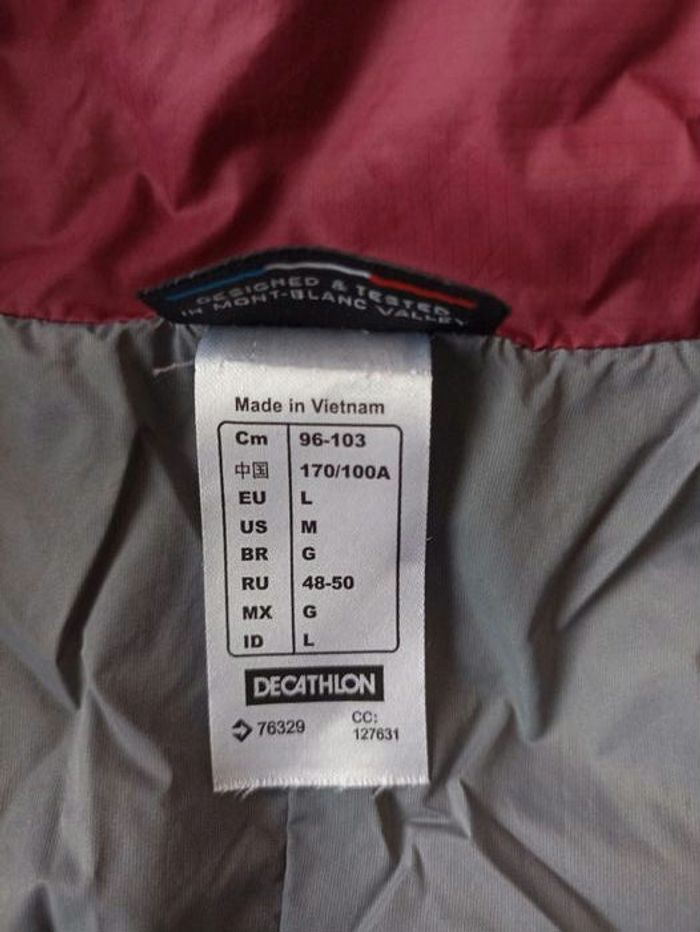 DESIGNED & TESTED
IN MONT-BLANC VALLEY
Made in Vietnam
Cm 96-103
中国 170/100A
EU L
US M
BR G
RU 48-50
MX G
ID L
DECATHLON
76329 CC:
127631